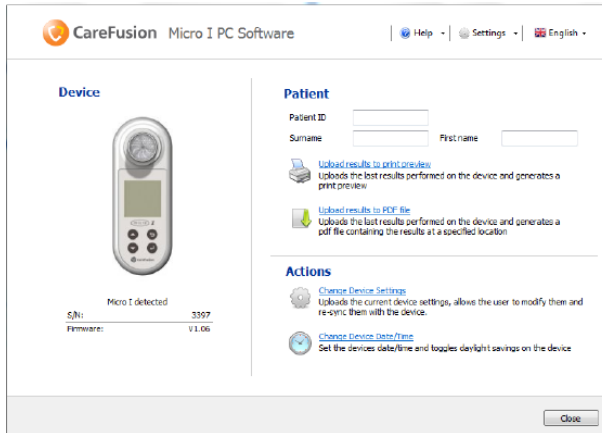 CareFusion Micro I PC Software
Help
Settings
English
Device
Micro I detected
S/N: 3397
Firmware: V1.06
Patient
Patient ID
Surname
First name
Upload results to print preview
Uploads the last results performed on the device and generates a
print preview
Upload results to PDF file
Uploads the last results performed on the device and generates a
pdf file containing the results at a specified location
Actions
Change Device Settings
Uploads the current device settings, allows the user to modify them and
re-sync them with the device.
Change Device Date/Time
Set the devices date/time and toggles daylight savings on the device
Close